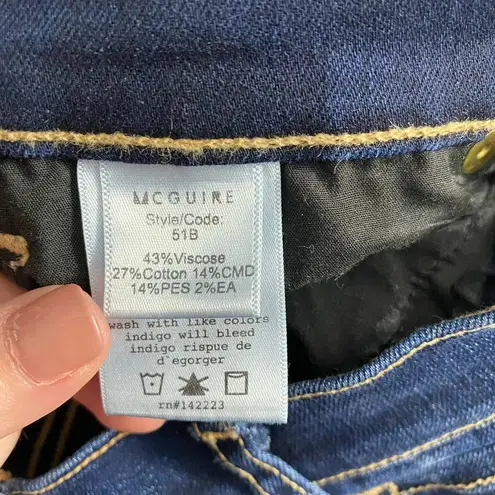 MCGUIRE
Style/Code:
51B
43%Viscose
27%Cotton 14%CMD
14%PES 2%EA
wash with like colors
indigo will bleed
indigo rispue de
d`egorger
rn#142223